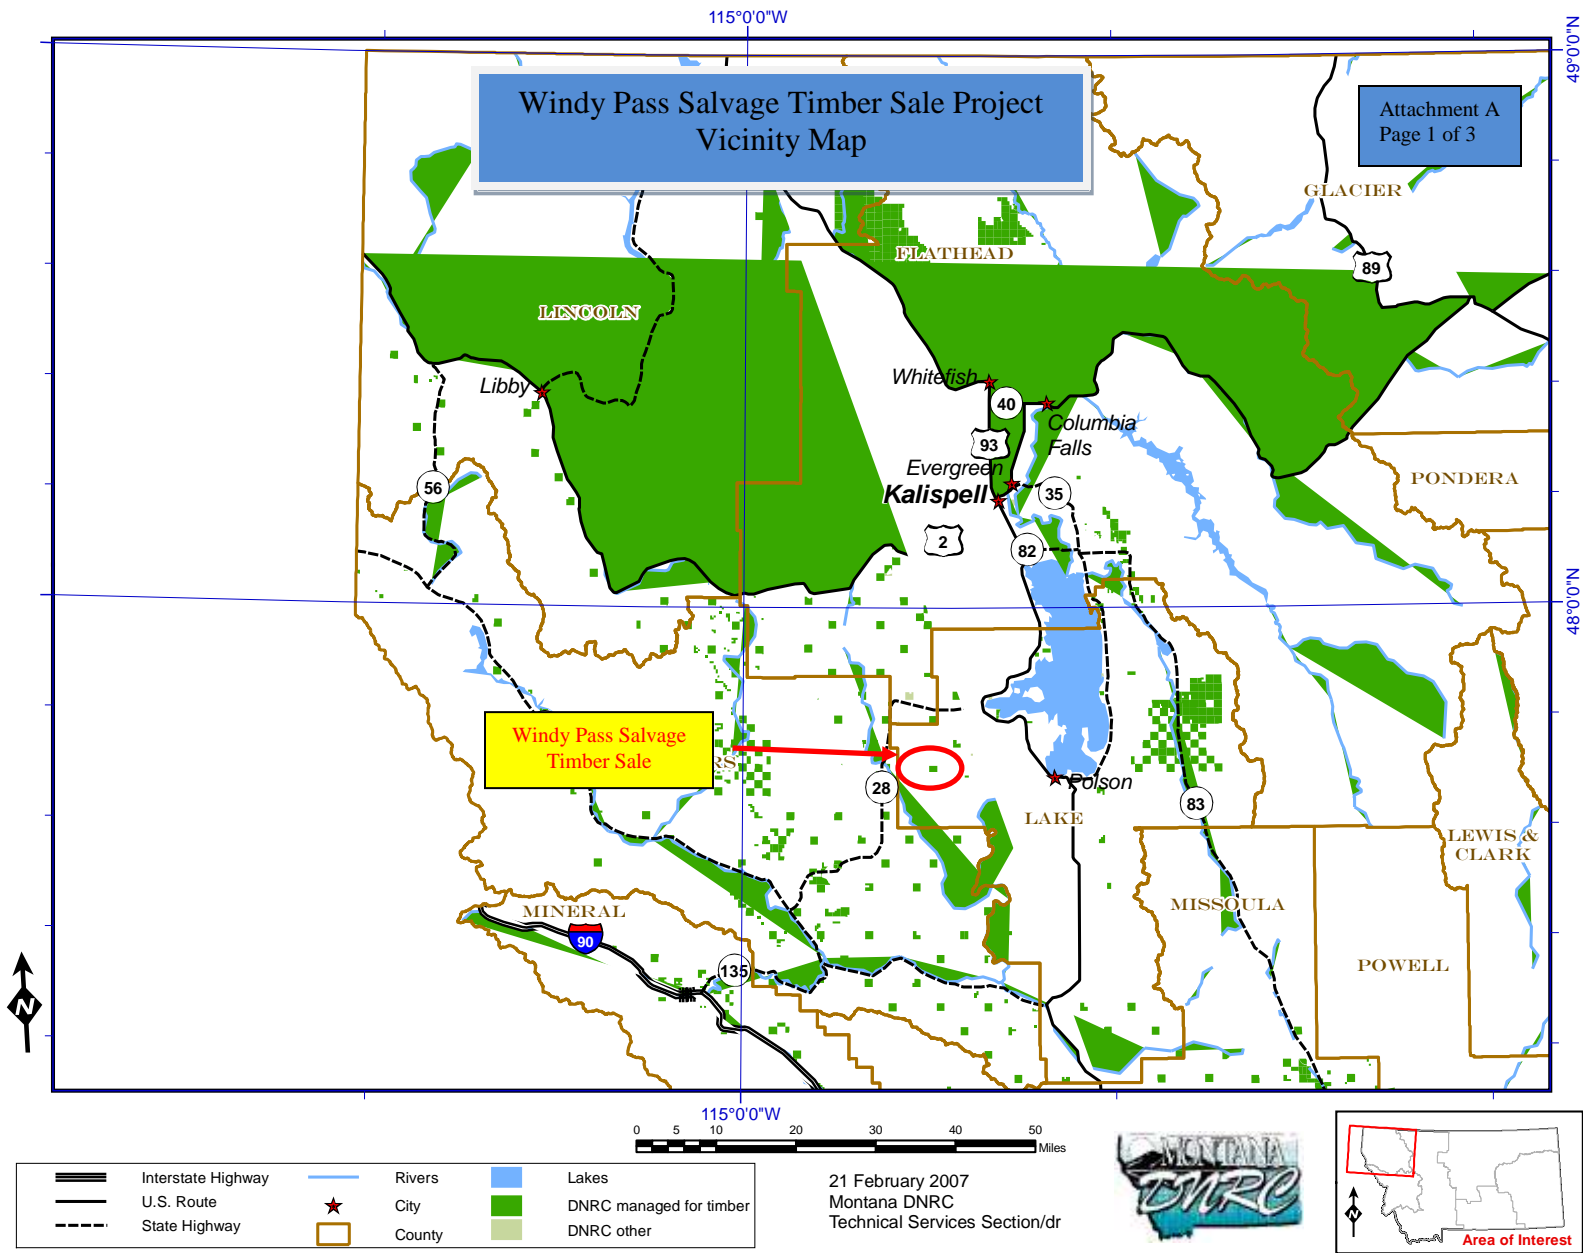 115°0'0"W
49°0'0"N
Windy Pass Salvage Timber Sale Project
Vicinity Map
Attachment A
Page 1 of 3
GLACIER
FLATHEAD
89
LINCOLN
Whitefish
Libby
40
Columbia
Falls
93
Evergreen
PONDERA
56
Kalispell
35
2
82
48°0'0"N
Windy Pass Salvage
Timber Sale
RS
28
Polson
83
LAKE
LEWIS &
CLARK
MINERAL
MISSOULA
90
135
POWELL
N
115°0'0"W
0 5 10 20 30 40 50
Miles
Interstate Highway
U.S. Route
State Highway
Rivers
City
County
Lakes
DNRC managed for timber
DNRC other
21 February 2007
Montana DNRC
Technical Services Section/dr
MONTANA
DNRC
N
Area of Interest